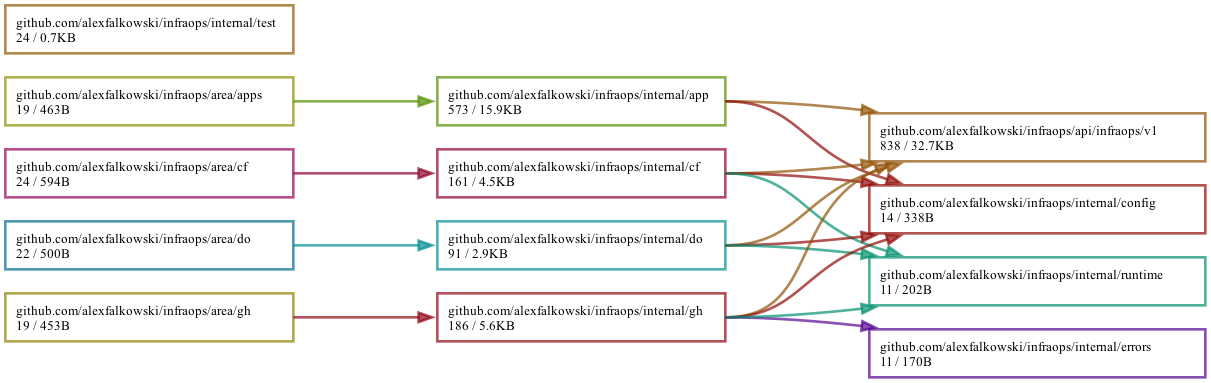 github.com/alexfalkowski/infraops/internal/test
24 / 0.7KB
github.com/alexfalkowski/infraops/area/apps
19 / 463B
github.com/alexfalkowski/infraops/area/cf
24 / 594B
github.com/alexfalkowski/infraops/area/do
22 / 500B
github.com/alexfalkowski/infraops/area/gh
19 / 453B
github.com/alexfalkowski/infraops/internal/app
573 / 15.9KB
github.com/alexfalkowski/infraops/internal/cf
161 / 4.5KB
github.com/alexfalkowski/infraops/internal/do
91 / 2.9KB
github.com/alexfalkowski/infraops/internal/gh
186 / 5.6KB
github.com/alexfalkowski/infraops/api/infraops/v1
838 / 32.7KB
github.com/alexfalkowski/infraops/internal/config
14 / 338B
github.com/alexfalkowski/infraops/internal/runtime
11 / 202B
github.com/alexfalkowski/infraops/internal/errors
11 / 170B